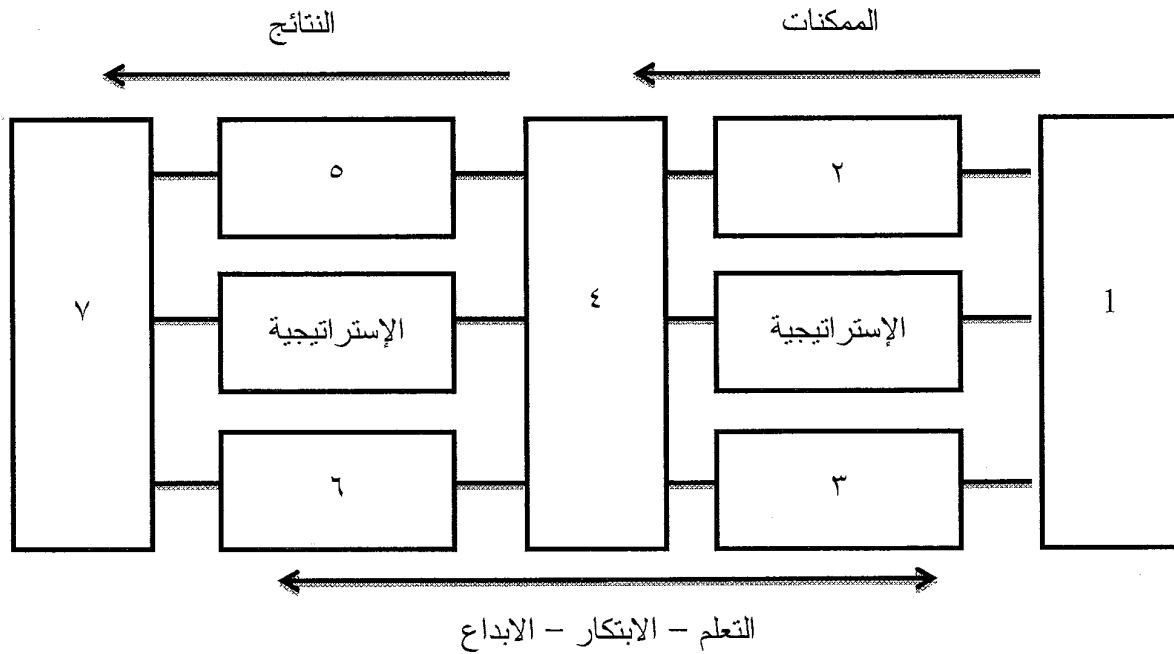 الممكنات
النتائج
1
٢
الإستراتيجية
٣
٤
٥
الإستراتيجية
٦
٧
التعلم – الابتكار – الابداع